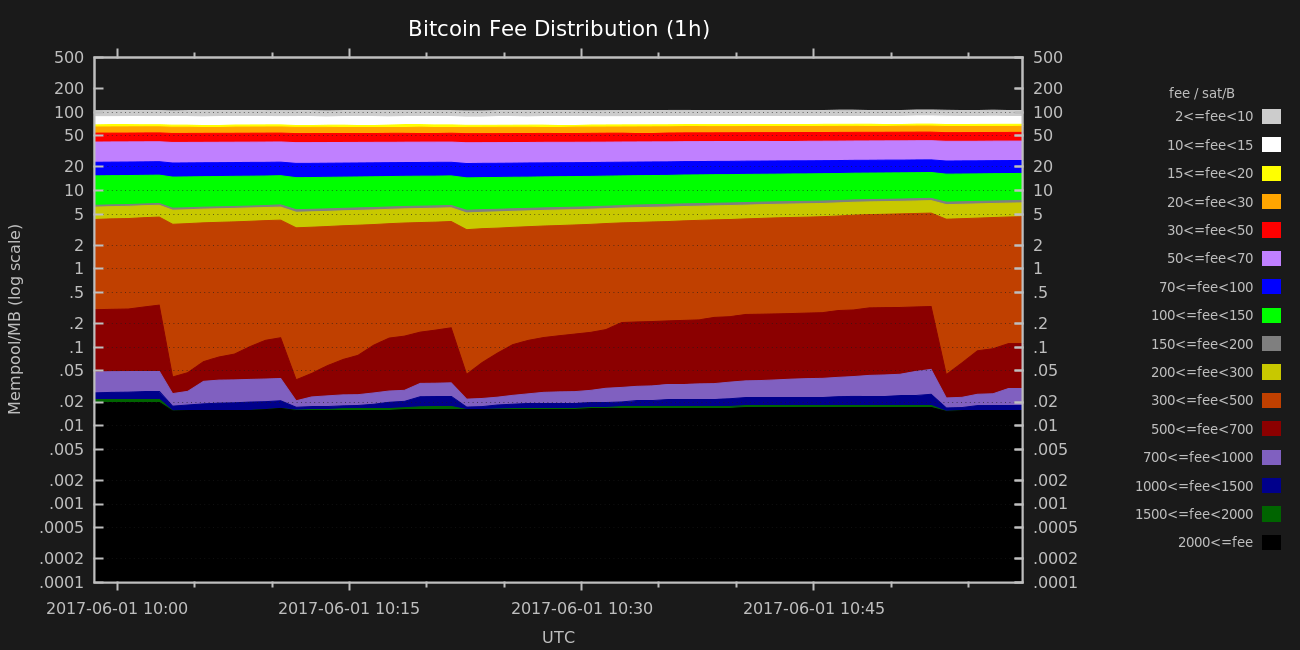 Bitcoin Fee Distribution (1h)
Mempool/MB (log scale)
500
200
100
50
20
10
5
2
1
.5
.2
.1
.05
.02
.01
.005
.002
.001
.0005
.0002
.0001
500
200
100
50
20
10
5
2
1
.5
.2
.1
.05
.02
.01
.005
.002
.001
.0005
.0002
.0001
2017-06-01 10:00
2017-06-01 10:15
2017-06-01 10:30
2017-06-01 10:45
UTC
fee / sat/B
2<=fee<10
10<=fee<15
15<=fee<20
20<=fee<30
30<=fee<50
50<=fee<70
70<=fee<100
100<=fee<150
150<=fee<200
200<=fee<300
300<=fee<500
500<=fee<700
700<=fee<1000
1000<=fee<1500
1500<=fee<2000
2000<=fee